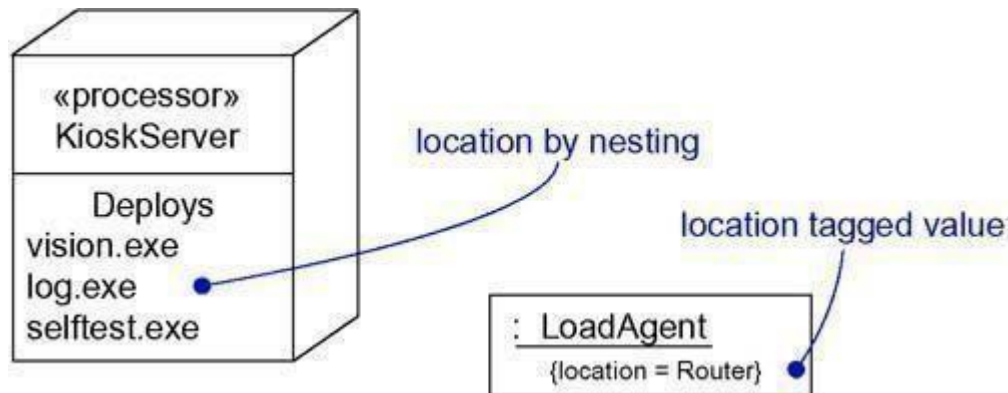 «processor»
KioskServer
Deploys
vision.exe
log.exe
selftest.exe
location by nesting
location tagged value
: LoadAgent
{location = Router}